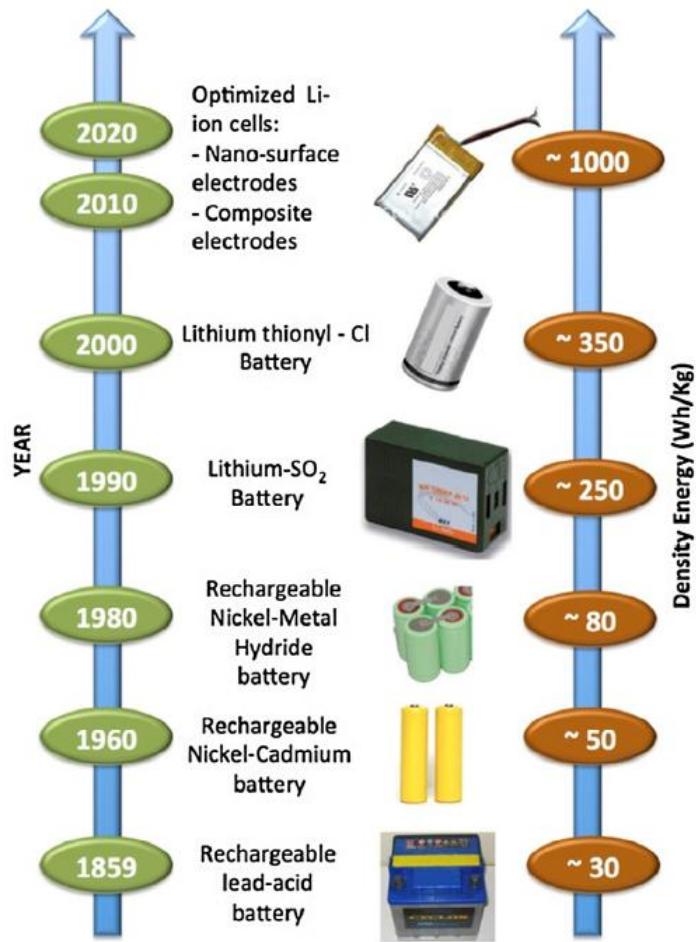 2020
2010
Optimized Li-
ion cells:
- Nano-surface
electrodes
- Composite
electrodes
~ 1000
2000
Lithium thionyl - Cl
Battery
~ 350
YEAR
1990
Lithium-SO₂
Battery
~ 250
Density Energy (Wh/Kg)
1980
Rechargeable
Nickel-Metal
Hydride
battery
~ 80
1960
Rechargeable
Nickel-Cadmium
battery
~ 50
1859
Rechargeable
lead-acid
battery
CYCLON
~ 30